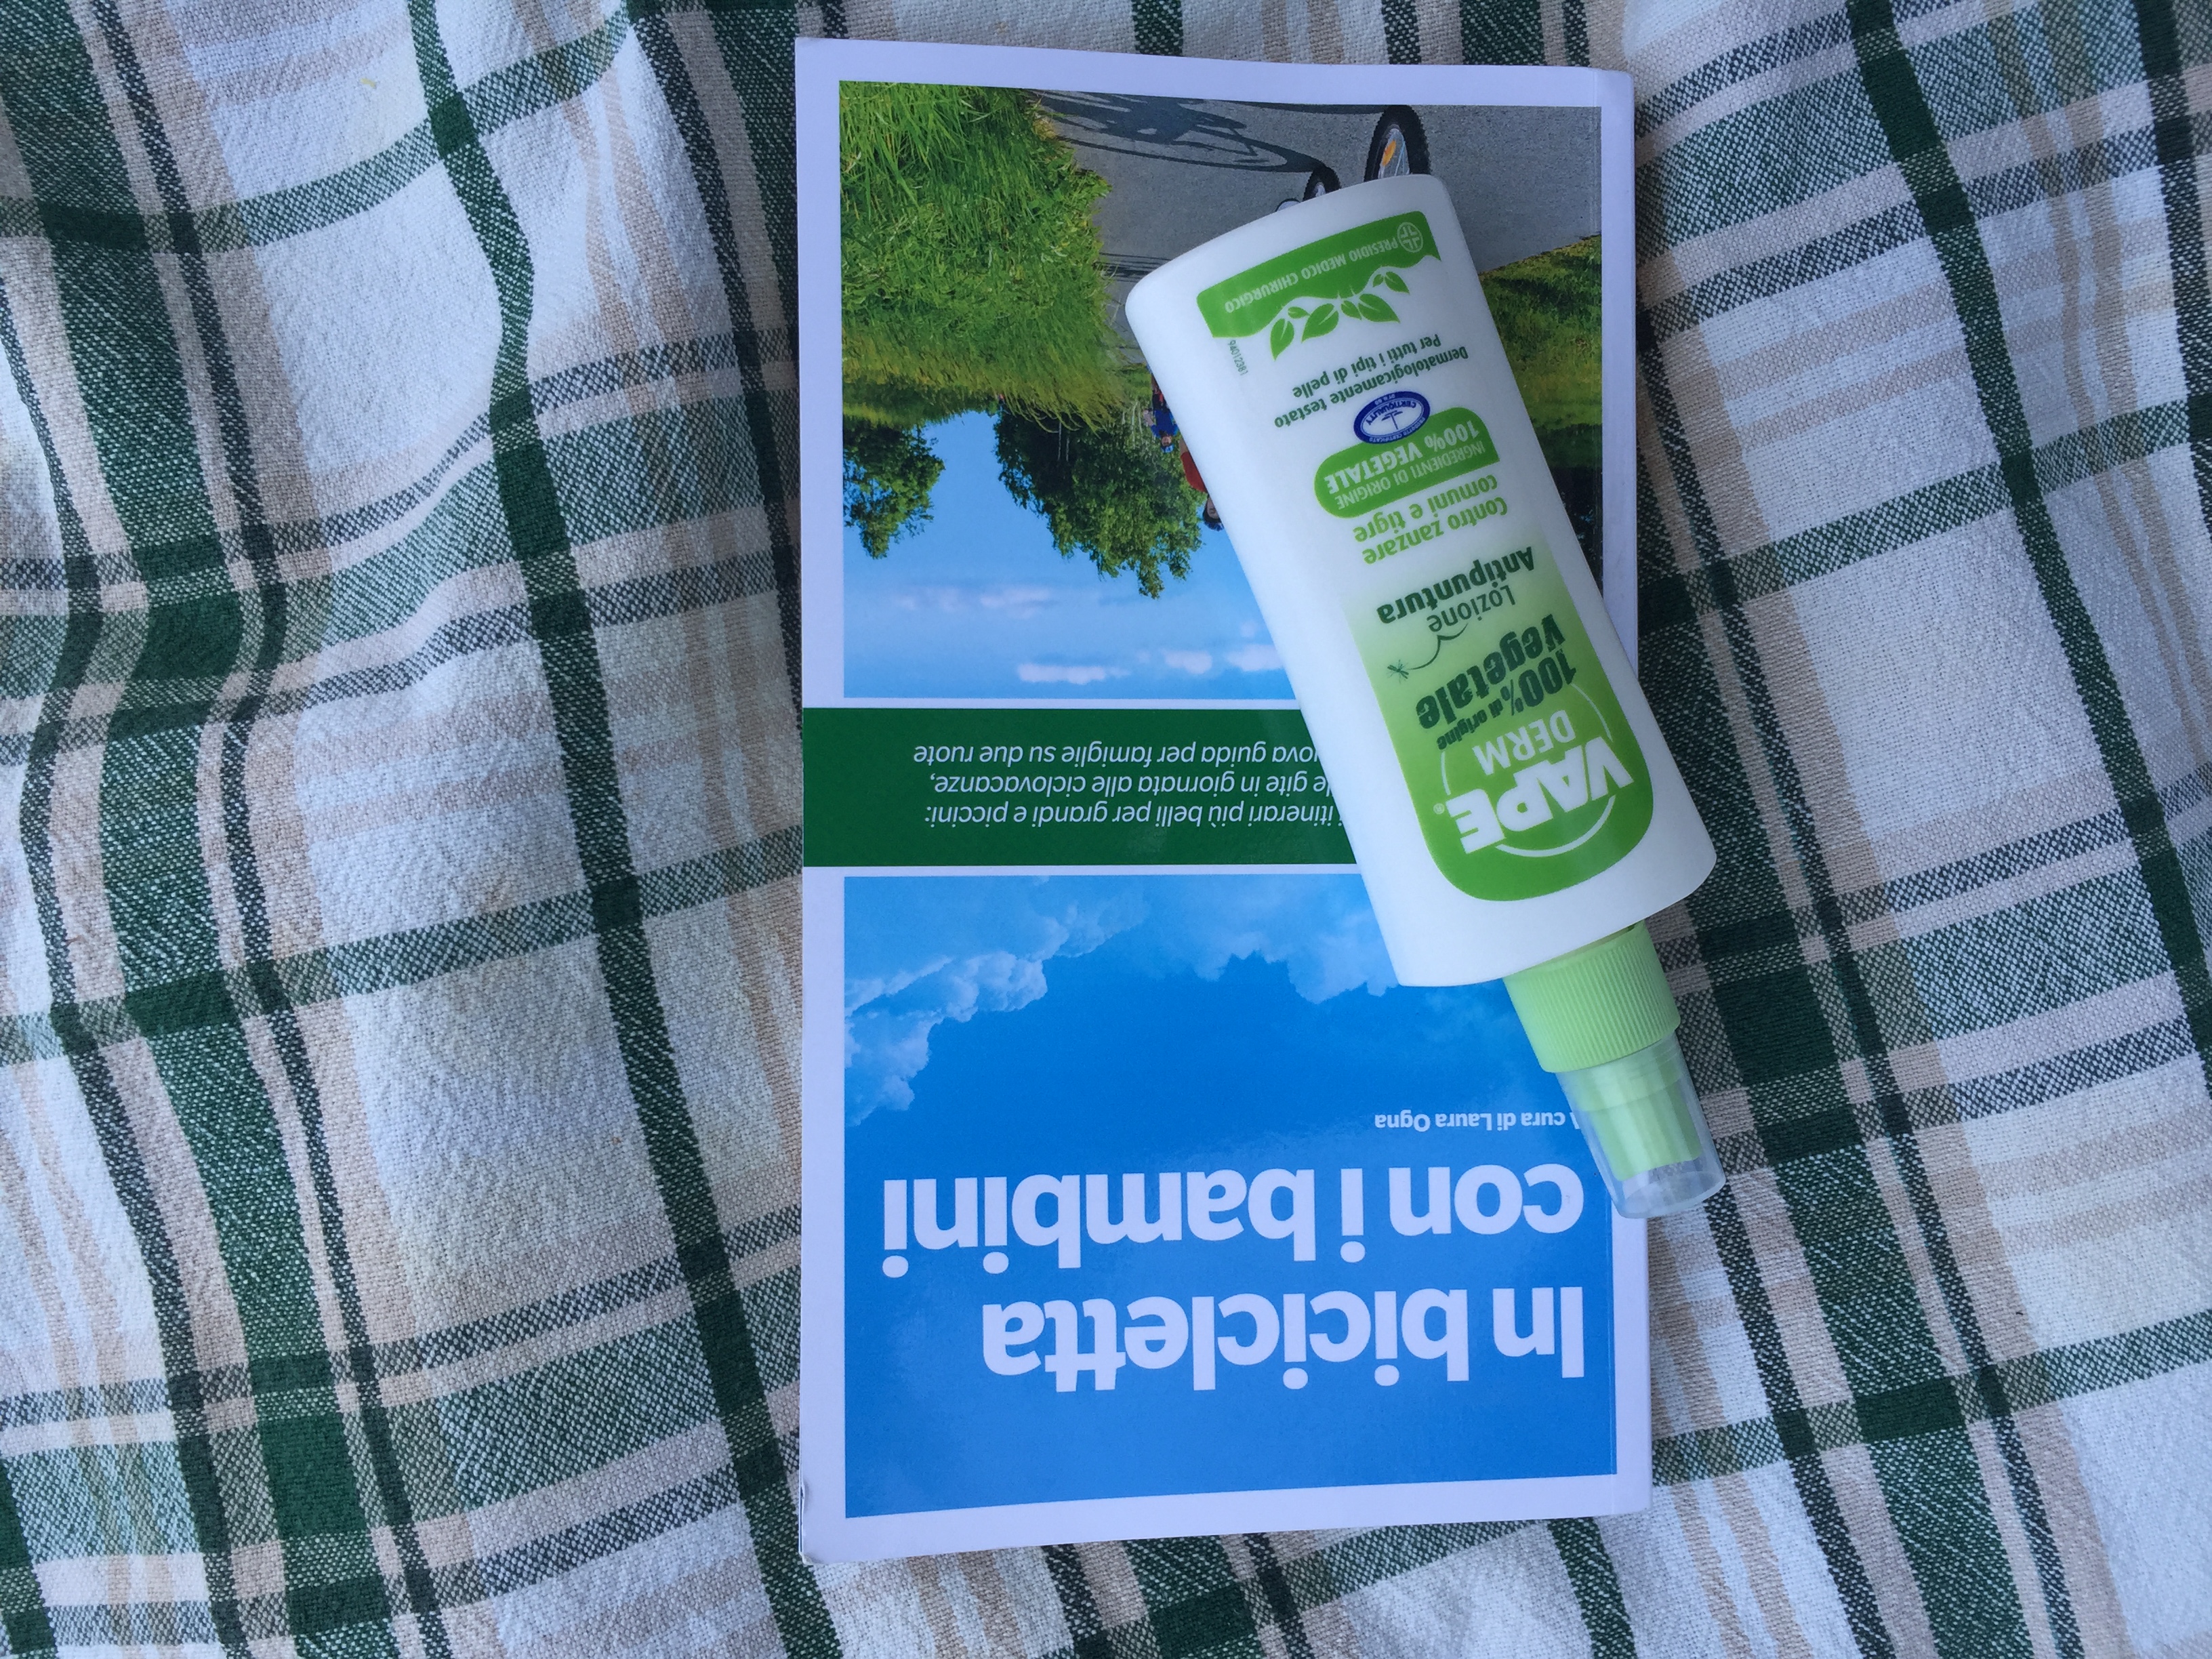 In bicicletta
con i bambini
A cura di Laura Ogna
itinerari più belli per grandi e piccini:
le gite in giornata alle ciclovacanze,
guida per famiglie su due ruote
VAPE®
DERM
100% di origine
Vegetale
Lozione
Antipuntura
Contro zanzare
comuni e tigre
INGREDIENTI DI ORIGINE
100% VEGETALE
Dermatologicamente testato
Per tutti i tipi di pelle
PRESIDIO MEDICO CHIRURGICO